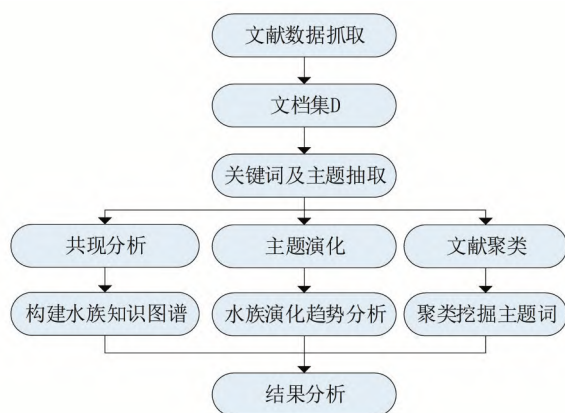 文献数据抓取
文档集D
关键词及主题抽取
共现分析
主题演化
文献聚类
构建水族知识图谱
水族演化趋势分析
聚类挖掘主题词
结果分析